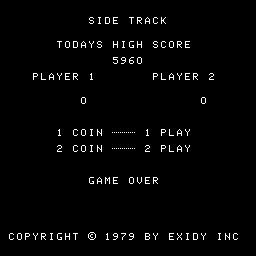 SIDE TRACK
TODAYS HIGH SCORE
5960
PLAYER 1 PLAYER 2
0 0
1 COIN ········ 1 PLAY
2 COIN ········ 2 PLAY
GAME OVER
COPYRIGHT © 1979 BY EXIDY INC